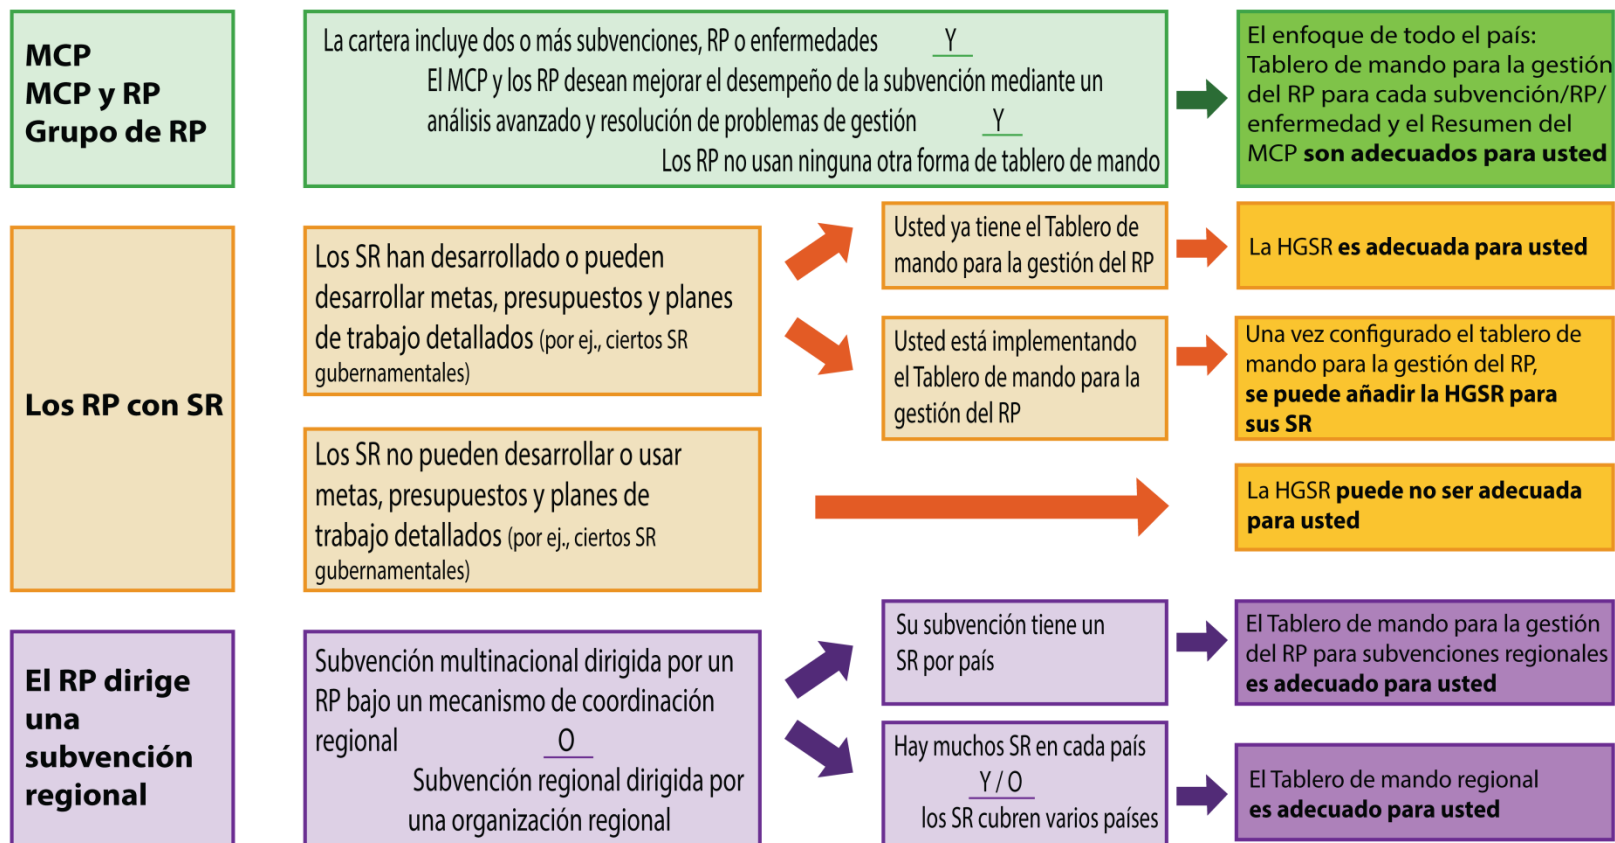 MCP
MCP y RP
Grupo de RP
La cartera incluye dos o más subvenciones, RP o enfermedades Y
El MCP y los RP desean mejorar el desempeño de la subvención mediante un
análisis avanzado y resolución de problemas de gestión Y
Los RP no usan ninguna otra forma de tablero de mando
El enfoque de todo el país:
Tablero de mando para la gestión
del RP para cada subvención/RP/
enfermedad y el Resumen del
MCP son adecuados para usted
Los RP con SR
Los SR han desarrollado o pueden
desarrollar metas, presupuestos y planes
de trabajo detallados (por ej., ciertos SR
gubernamentales)
Usted ya tiene el Tablero de
mando para la gestión del RP
La HGSR es adecuada para usted
Usted está implementando
el Tablero de mando para la
gestión del RP
Una vez configurado el tablero de
mando para la gestión del RP,
se puede añadir la HGSR para
sus SR
Los SR no pueden desarrollar o usar
metas, presupuestos y planes de
trabajo detallados (por ej., ciertos SR
gubernamentales)
La HGSR puede no ser adecuada
para usted
El RP dirige
una
subvención
regional
Subvención multinacional dirigida por un
RP bajo un mecanismo de coordinación
regional O
Subvención regional dirigida por
una organización regional
Su subvención tiene un
SR por país
El Tablero de mando para la gestión
del RP para subvenciones regionales
es adecuado para usted
Hay muchos SR en cada país
Y / O
los SR cubren varios países
El Tablero de mando regional
es adecuado para usted